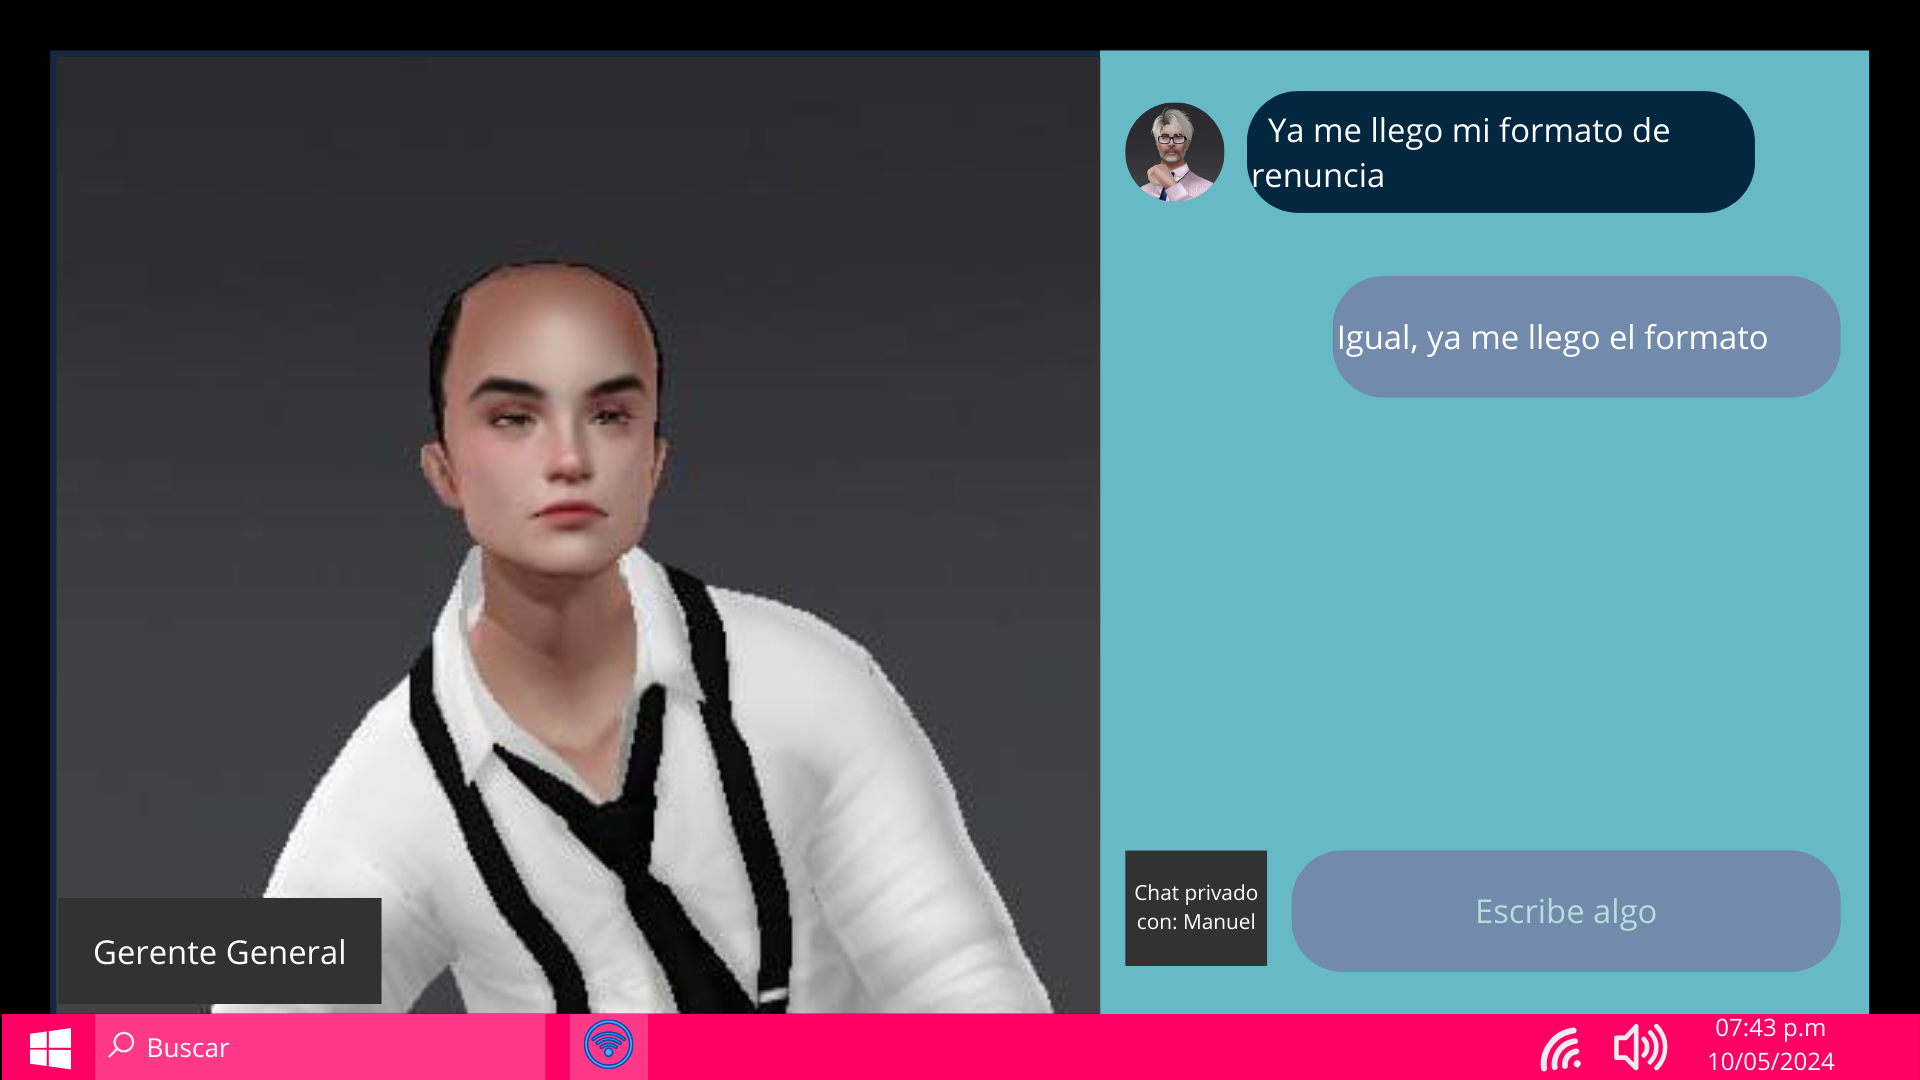 Ya me llego mi formato de
renuncia
Igual, ya me llego el formato
Chat privado
con: Manuel
Escribe algo
Gerente General
Buscar
07:43 p.m
10/05/2024